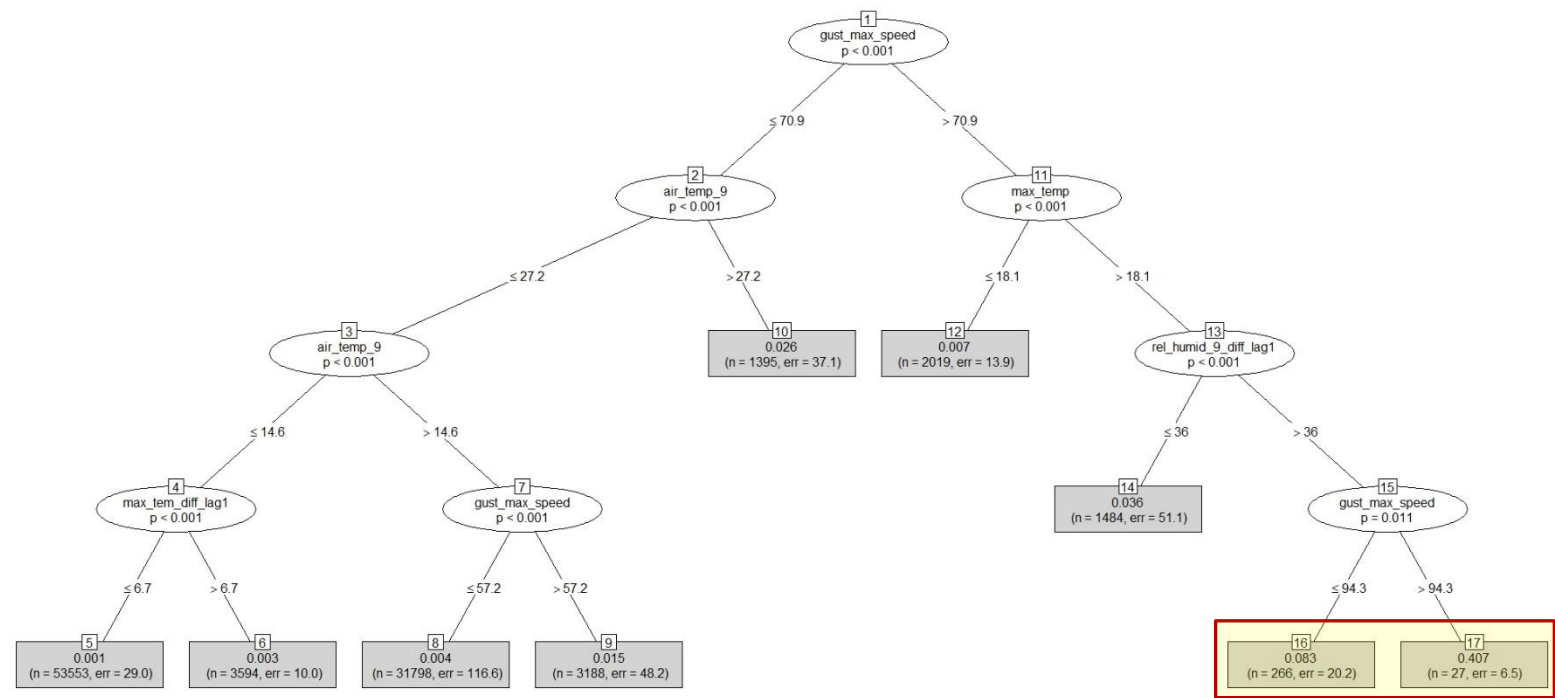 1
gust_max_speed
p < 0.001
≤ 70.9
> 70.9
2
air_temp_9
p < 0.001
11
max_temp
p < 0.001
≤ 27.2
> 27.2
≤ 18.1
> 18.1
3
air_temp_9
p < 0.001
10
0.026
(n = 1395, err = 37.1)
12
0.007
(n = 2019, err = 13.9)
13
rel_humid_9_diff_lag1
p < 0.001
≤ 14.6
> 14.6
≤ 36
> 36
4
max_tem_diff_lag1
p < 0.001
7
gust_max_speed
p < 0.001
14
0.036
(n = 1484, err = 51.1)
15
gust_max_speed
p = 0.011
≤ 6.7
> 6.7
≤ 57.2
> 57.2
≤ 94.3
> 94.3
5
0.001
(n = 53553, err = 29.0)
6
0.003
(n = 3594, err = 10.0)
8
0.004
(n = 31798, err = 116.6)
9
0.015
(n = 3188, err = 48.2)
16
0.083
(n = 266, err = 20.2)
17
0.407
(n = 27, err = 6.5)